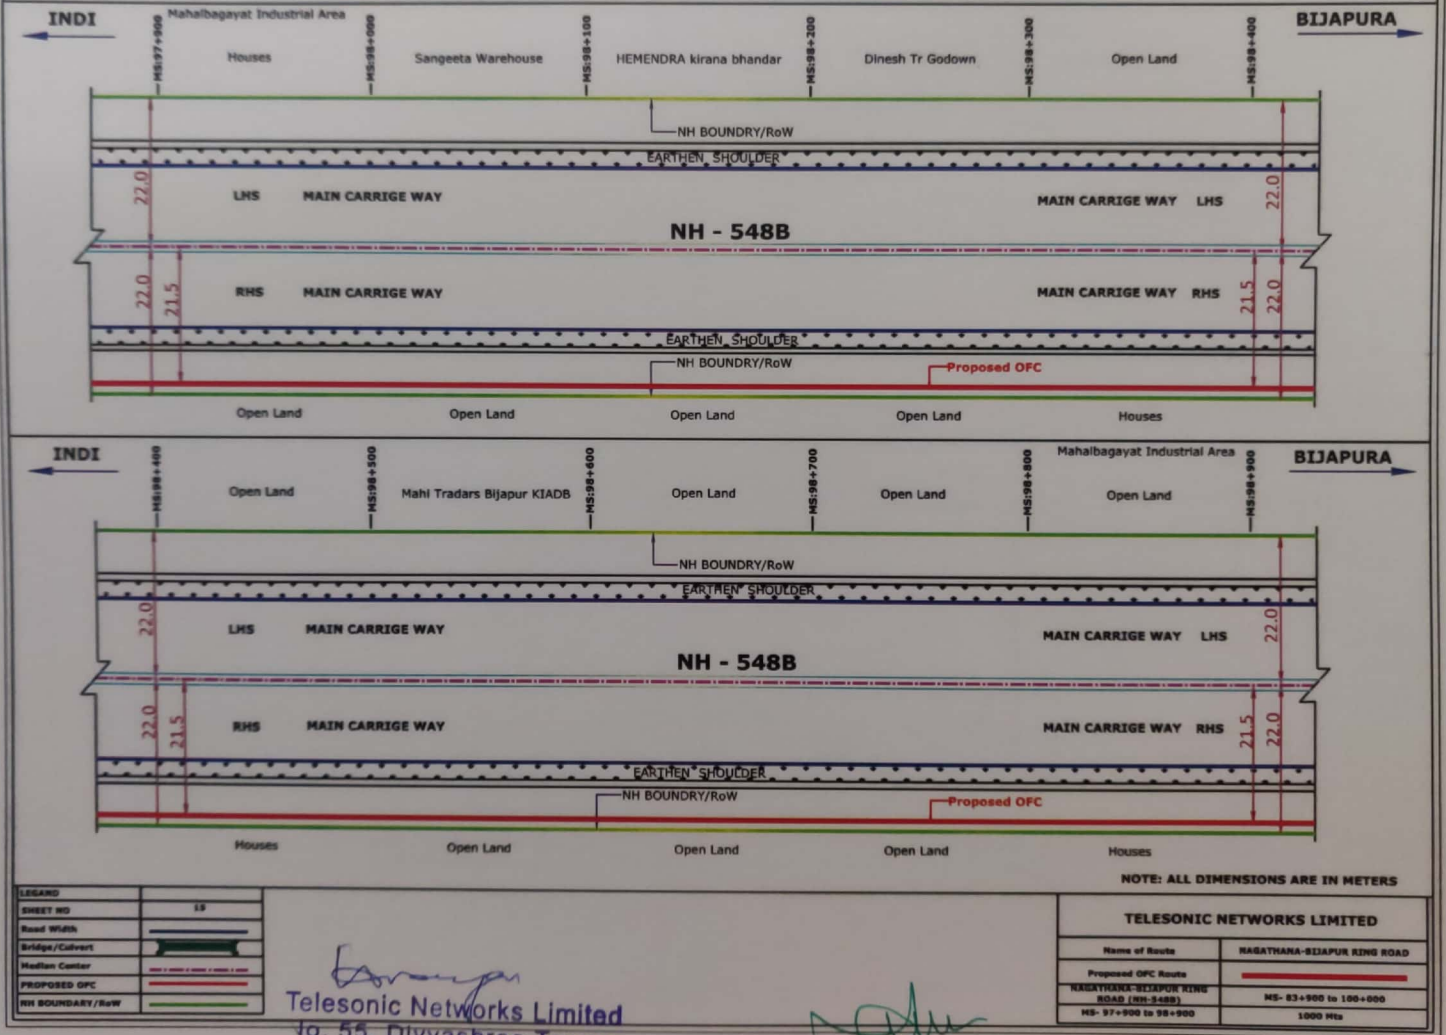 INDI
Mahalbagayat Industrial Area
BIJAPURA
MS:97+900
MS:98+000
MS:98+100
MS:98+200
MS:98+300
MS:98+400
Houses
Sangeeta Warehouse
HEMENDRA kirana bhandar
Dinesh Tr Godown
Open Land
NH BOUNDRY/RoW
EARTHEN SHOULDER
22.0
LHS MAIN CARRIGE WAY
MAIN CARRIGE WAY LHS
22.0
NH - 548B
22.0
21.5
RHS MAIN CARRIGE WAY
MAIN CARRIGE WAY RHS
21.5
22.0
EARTHEN SHOULDER
NH BOUNDRY/RoW
Proposed OFC
Open Land
Open Land
Open Land
Open Land
Houses
INDI
Mahalbagayat Industrial Area
BIJAPURA
MS:98+400
MS:98+500
MS:98+600
MS:98+700
MS:98+800
MS:98+900
Open Land
Mahi Tradars Bijapur KIADB
Open Land
Open Land
Open Land
NH BOUNDRY/RoW
EARTHEN SHOULDER
22.0
LHS MAIN CARRIGE WAY
MAIN CARRIGE WAY LHS
22.0
NH - 548B
22.0
21.5
RHS MAIN CARRIGE WAY
MAIN CARRIGE WAY RHS
21.5
22.0
EARTHEN SHOULDER
NH BOUNDRY/RoW
Proposed OFC
Houses
Open Land
Open Land
Open Land
Houses
NOTE: ALL DIMENSIONS ARE IN METERS
LEGAND
SHEET NO 15
Road Width
Bridge/Culvert
Median Center
PROPOSED OFC
NH BOUNDARY/RoW
Telesonic Networks Limited
TELESONIC NETWORKS LIMITED
Name of Route NAGATHANA-BIJAPUR RING ROAD
Proposed OFC Route
NAGATHANA-BIJAPUR RING ROAD (NH-548B)
MS- 83+900 to 100+000
MS- 97+900 to 98+900
1000 Mts